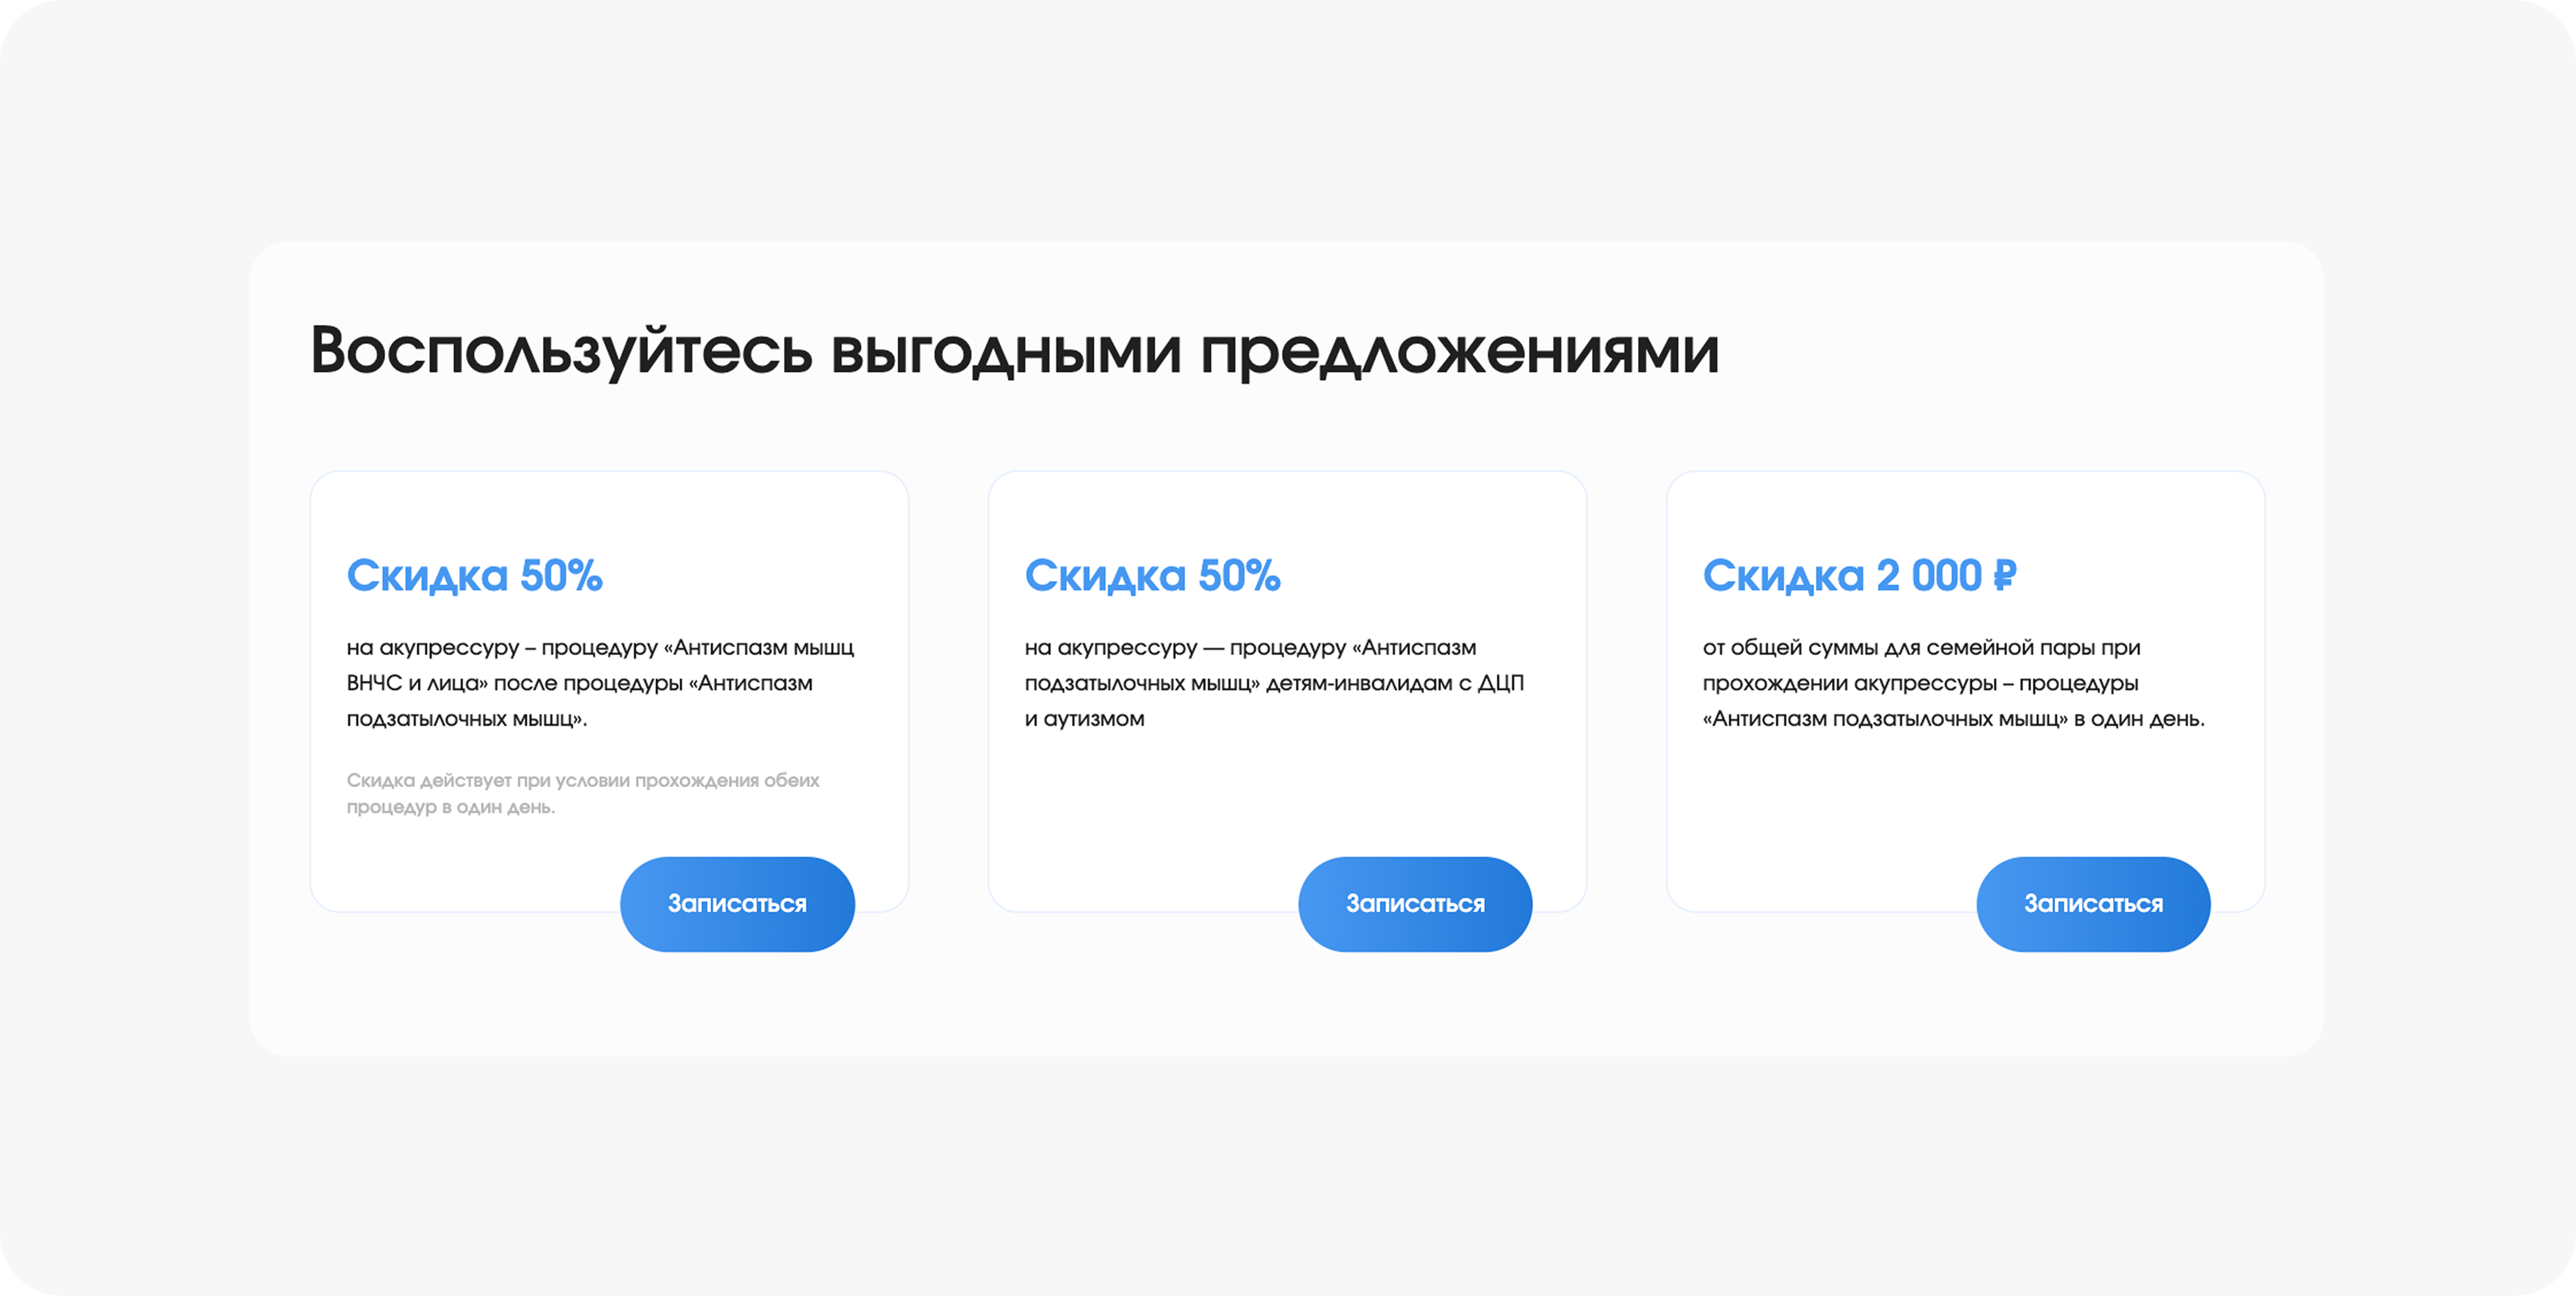 Воспользуйтесь выгодными предложениями
Скидка 50%
на акупрессуру – процедуру «Антиспазм мышц
ВНЧС и лица» после процедуры «Антиспазм
подзатылочных мышц».
Скидка действует при условии прохождения обеих
процедур в один день.
Записаться
Скидка 50%
на акупрессуру — процедуру «Антиспазм
подзатылочных мышц» детям-инвалидам с ДЦП
и аутизмом
Записаться
Скидка 2 000 ₽
от общей суммы для семейной пары при
прохождении акупрессуры – процедуры
«Антиспазм подзатылочных мышц» в один день.
Записаться